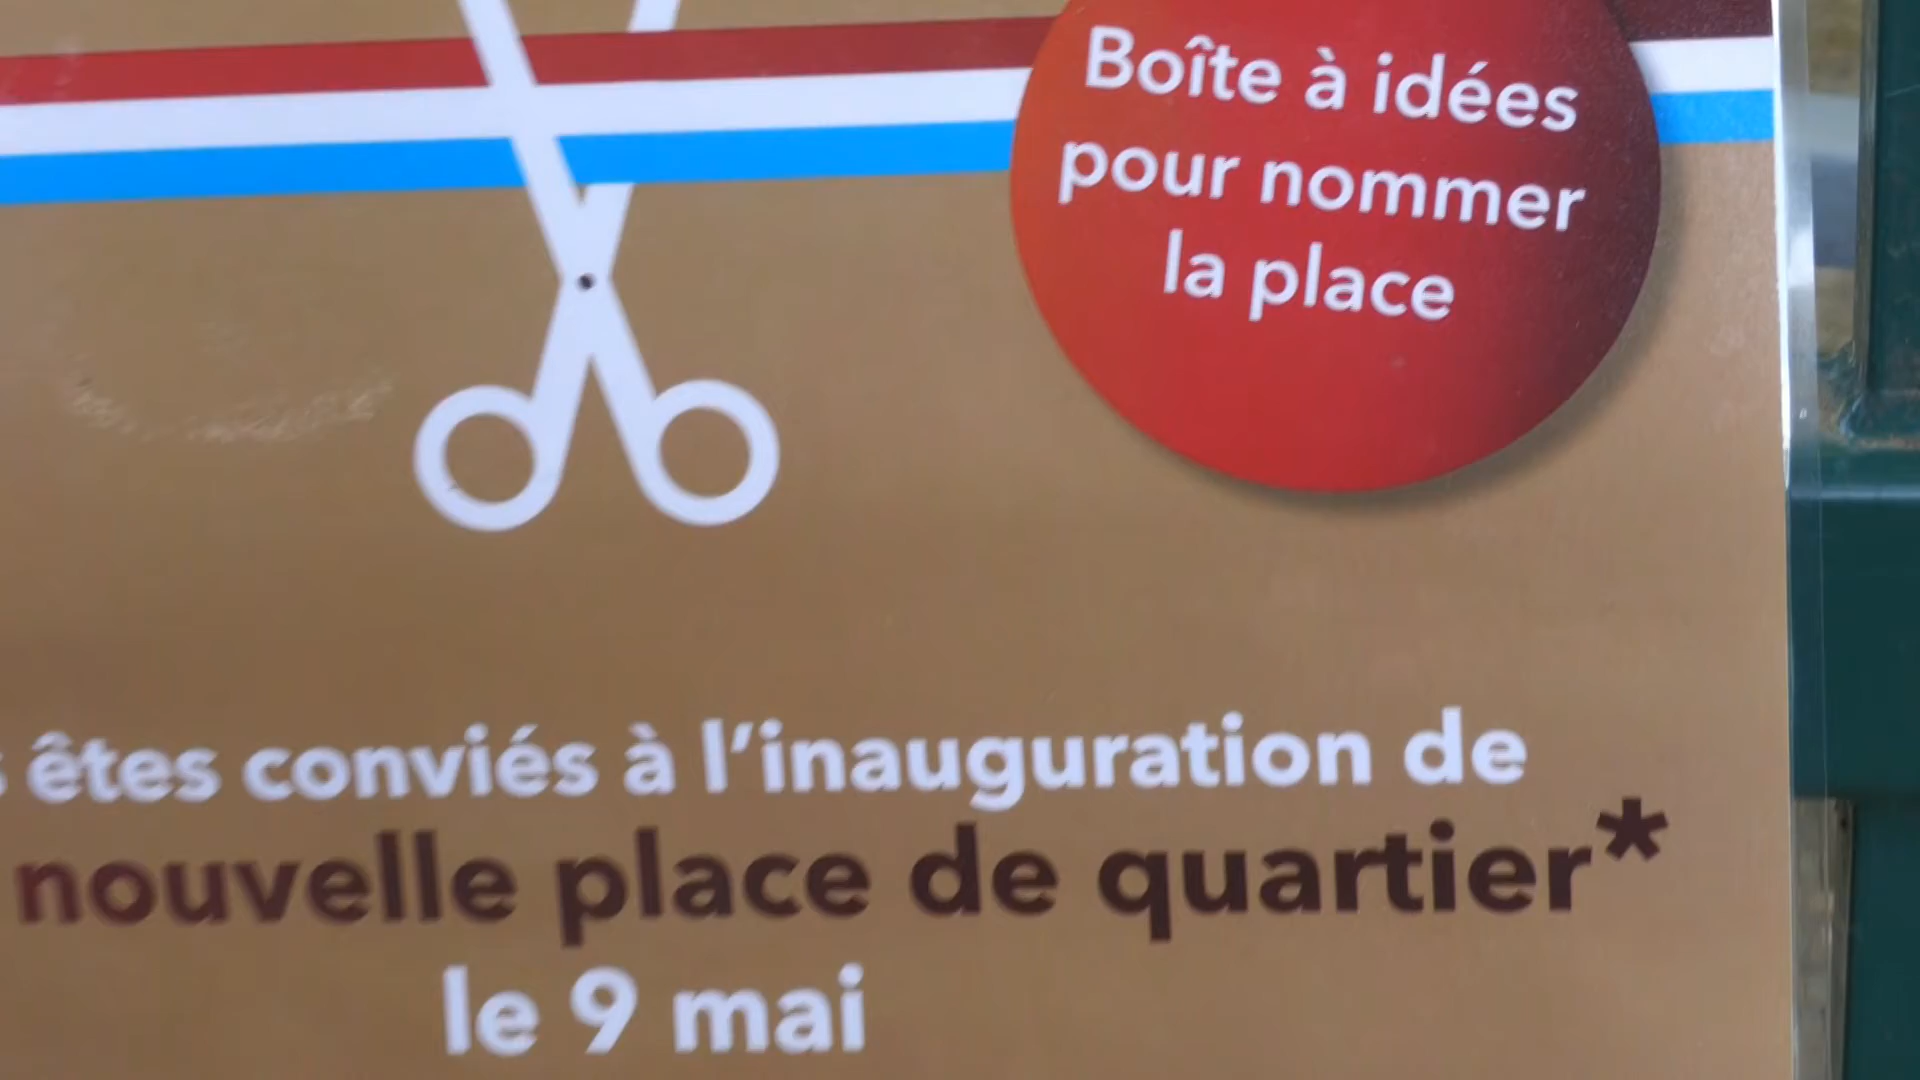 Boîte à idées
pour nommer
la place
êtes conviés à l'inauguration de
nouvelle place de quartier*
le 9 mai